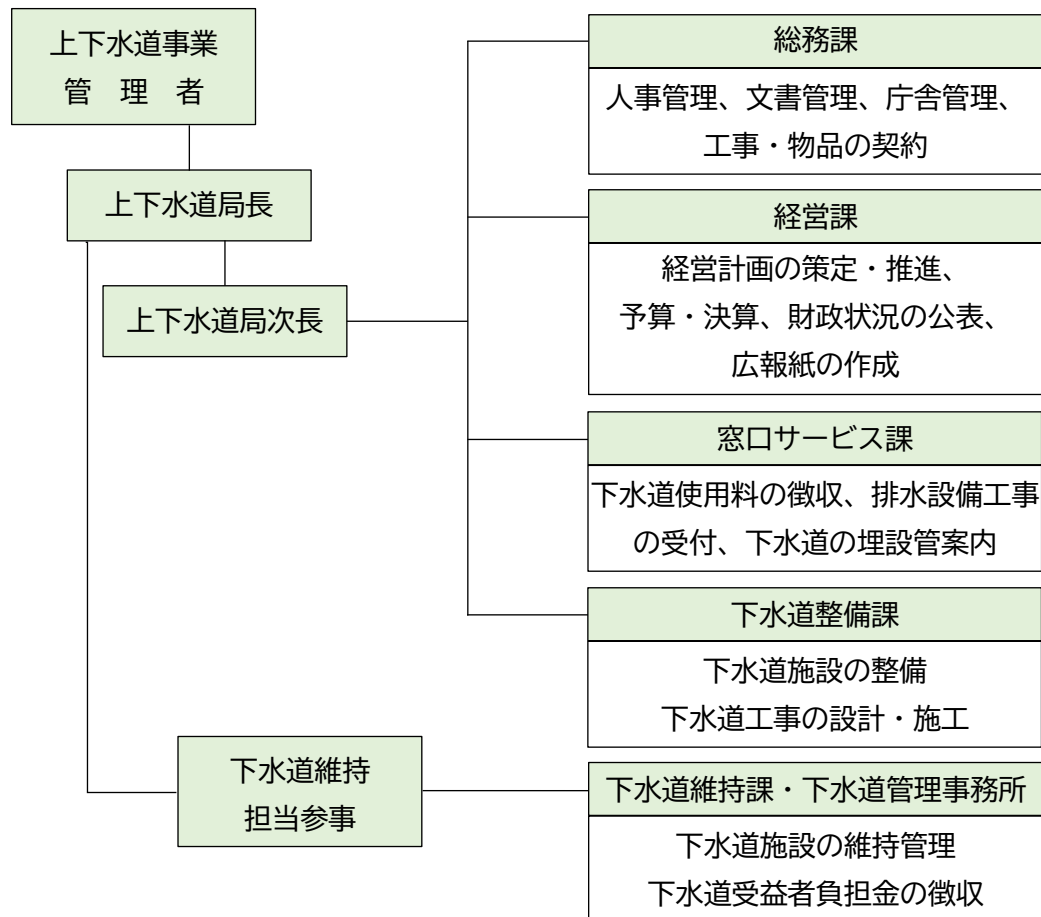 上下水道事業
管 理 者
上下水道局長
上下水道局次長
総務課
人事管理、文書管理、庁舎管理、
工事・物品の契約
経営課
経営計画の策定・推進、
予算・決算、財政状況の公表、
広報紙の作成
窓口サービス課
下水道使用料の徴収、排水設備工事
の受付、下水道の埋設管案内
下水道整備課
下水道施設の整備
下水道工事の設計・施工
下水道維持
担当参事
下水道維持課・下水道管理事務所
下水道施設の維持管理
下水道受益者負担金の徴収